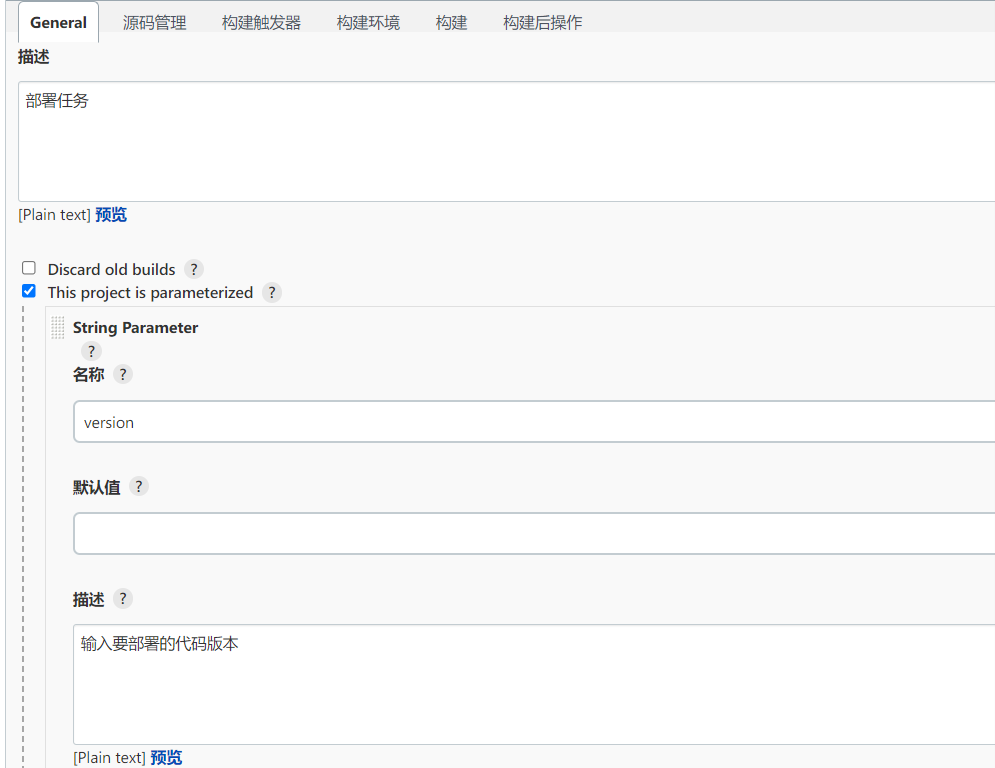 General 源码管理 构建触发器 构建环境 构建 构建后操作
描述
部署任务
[Plain text] 预览
Discard old builds ?
This project is parameterized ?
String Parameter
?
名称 ?
version
默认值 ?
描述 ?
输入要部署的代码版本
[Plain text] 预览